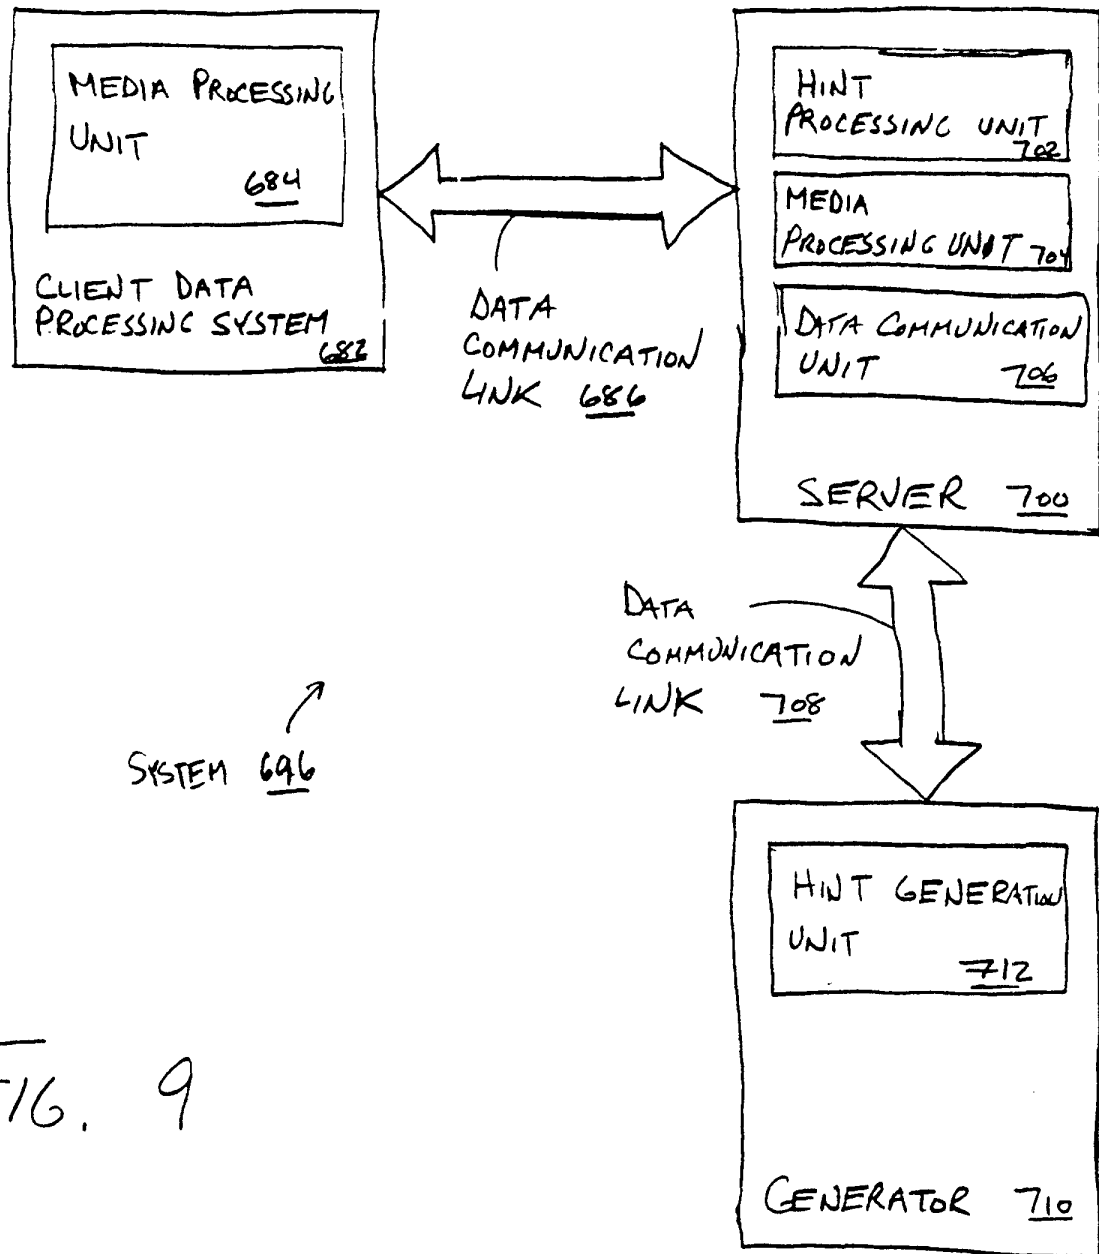 MEDIA PROCESSING
UNIT
684
CLIENT DATA
PROCESSING SYSTEM
682
DATA
COMMUNICATION
LINK 686
HINT
PROCESSING UNIT
702
MEDIA
PROCESSING UNIT 704
DATA COMMUNICATION
UNIT 706
SERVER 700
DATA
COMMUNICATION
LINK 708
SYSTEM 696
HINT GENERATION
UNIT
712
GENERATOR 710
FIG. 9